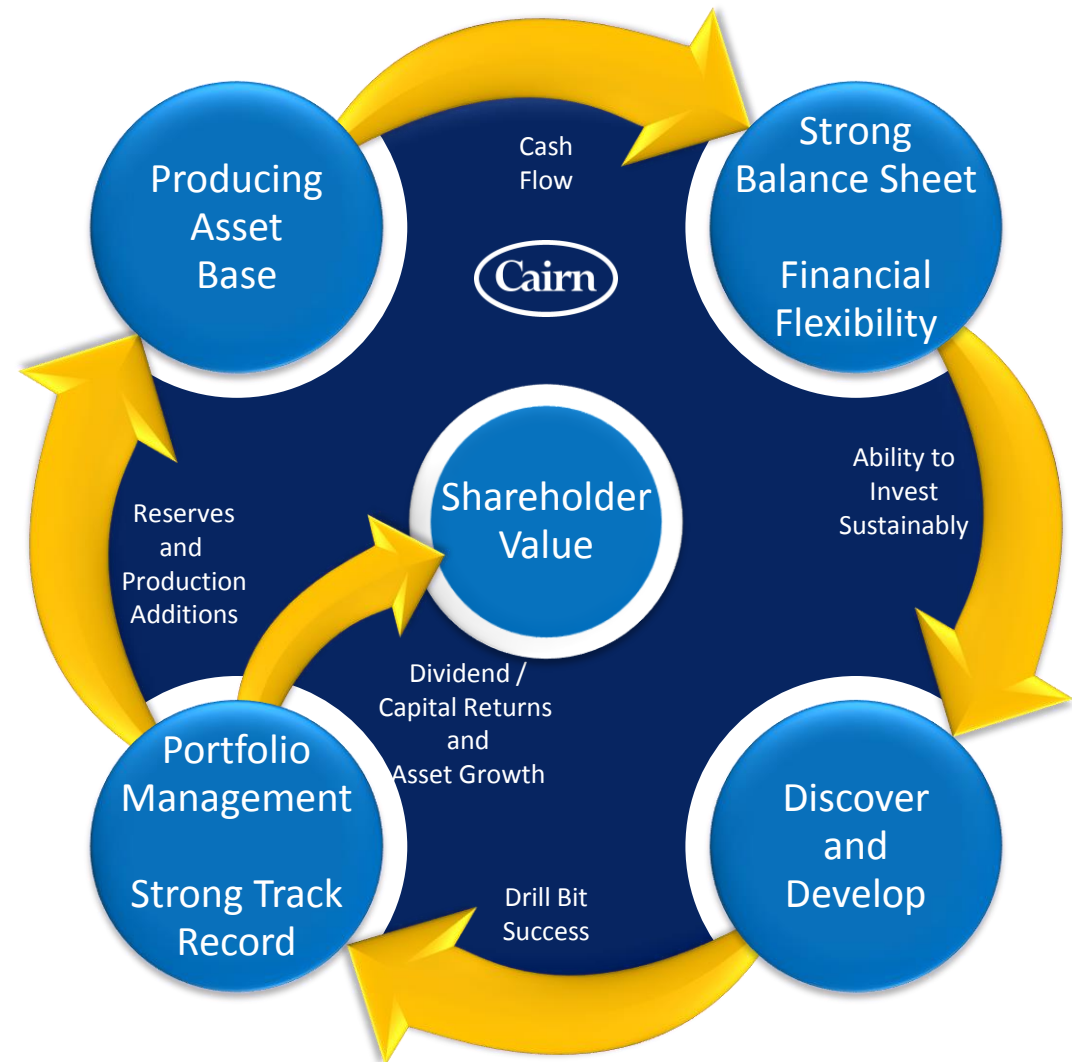 Producing
Asset
Base
Cash
Flow
Cairn
Strong
Balance Sheet
Financial
Flexibility
Ability to
Invest
Sustainably
Shareholder
Value
Reserves
and
Production
Additions
Dividend /
Capital Returns
and
Asset Growth
Portfolio
Management
Strong Track
Record
Drill Bit
Success
Discover
and
Develop